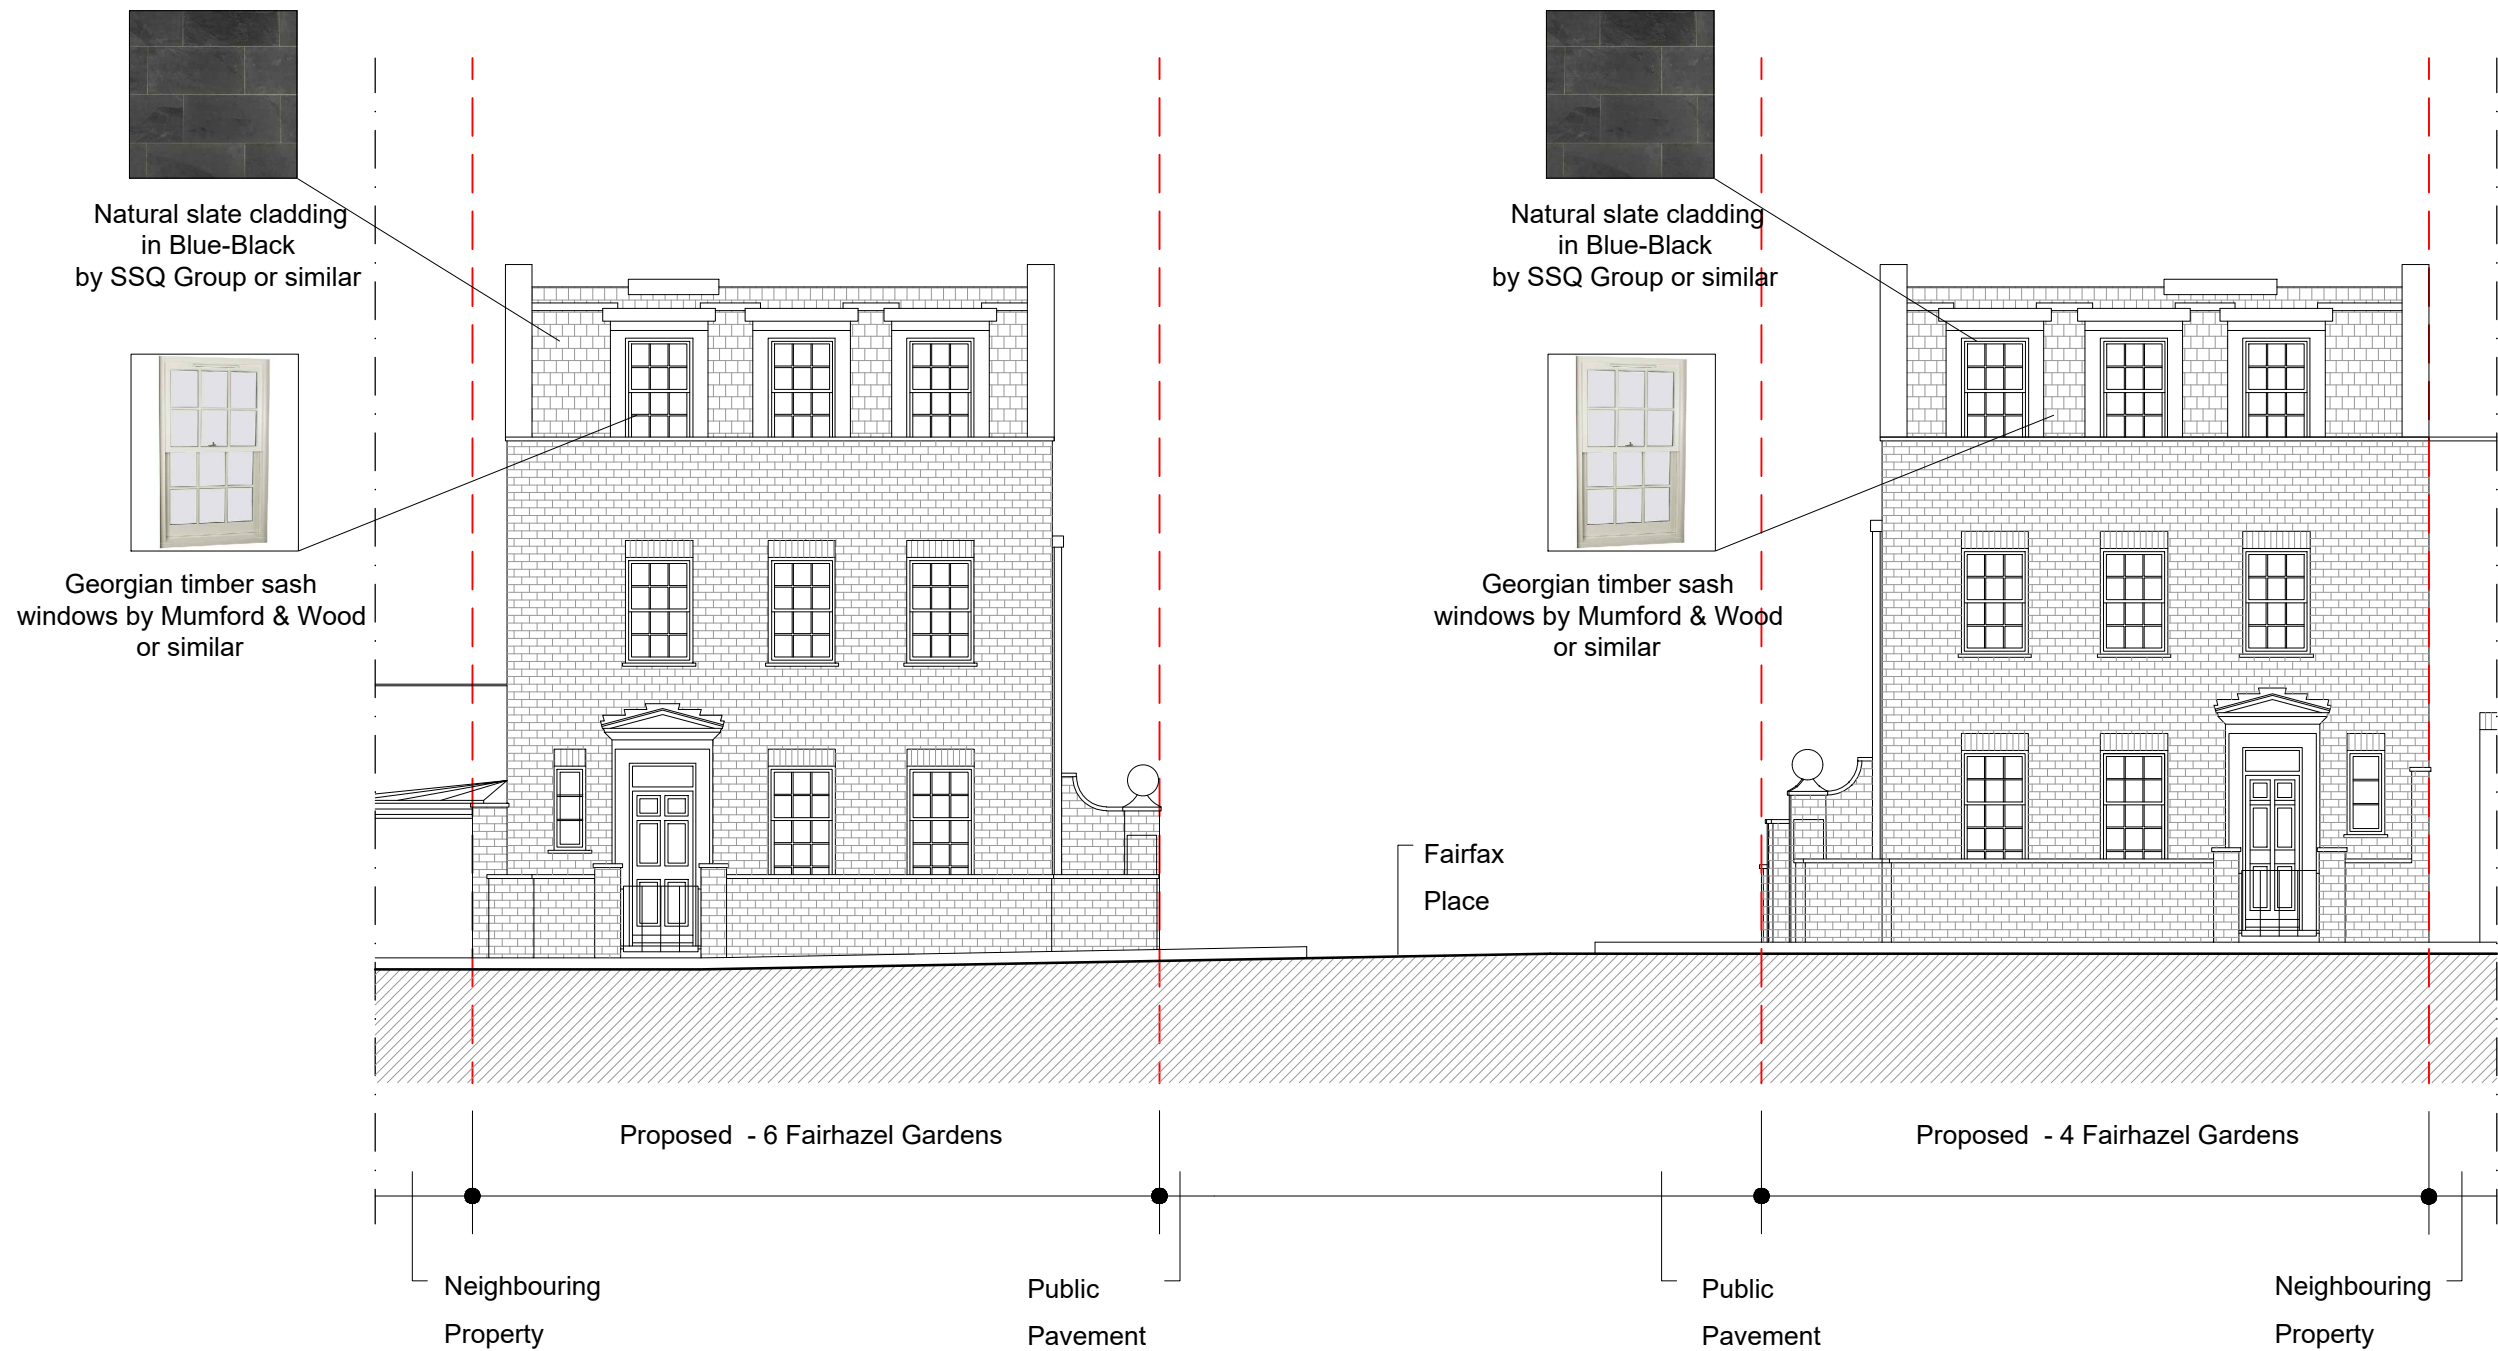 Natural slate cladding
in Blue-Black
by SSQ Group or similar
Natural slate cladding
in Blue-Black
by SSQ Group or similar
Georgian timber sash
windows by Mumford & Wood
or similar
Georgian timber sash
windows by Mumford & Wood
or similar
Fairfax
Place
Proposed - 6 Fairhazel Gardens
Proposed - 4 Fairhazel Gardens
Neighbouring
Property
Public
Pavement
Public
Pavement
Neighbouring
Property